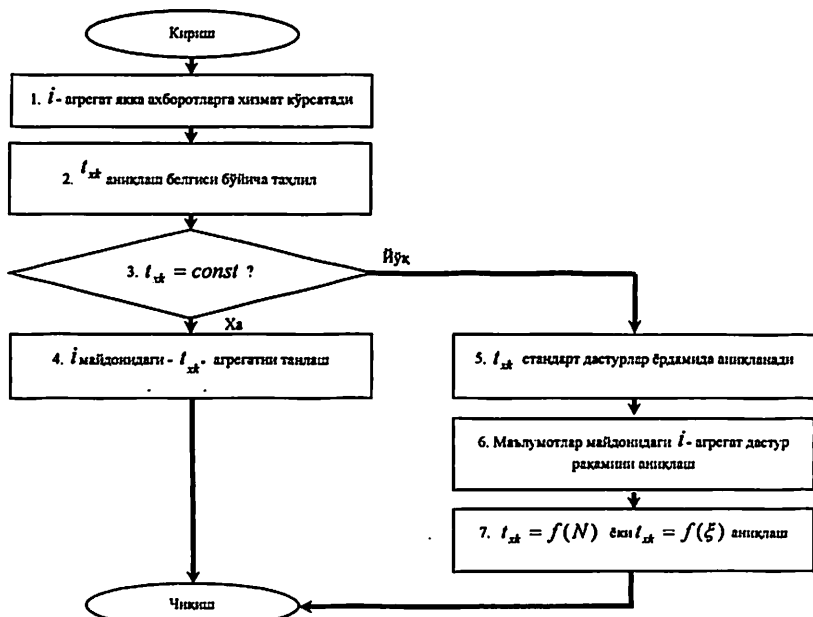 Кириш
1. i - агрегат якка ахборотларга хизмат кўрсатади
2. t_xk аниқлаш белгиси бўйича таҳлил
3. t_xk = const ?
Йўқ
Ха
4. i майдонидаги - t_xk - агрегатни танлаш
5. t_xk стандарт дастурлар ёрдамида аниқланади
6. Маълумотлар майдонидаги i - агрегат дастур
рақамини аниқлаш
7. t_xk = f(N) ёки t_xk = f(ξ) аниқлаш
Чиқиш